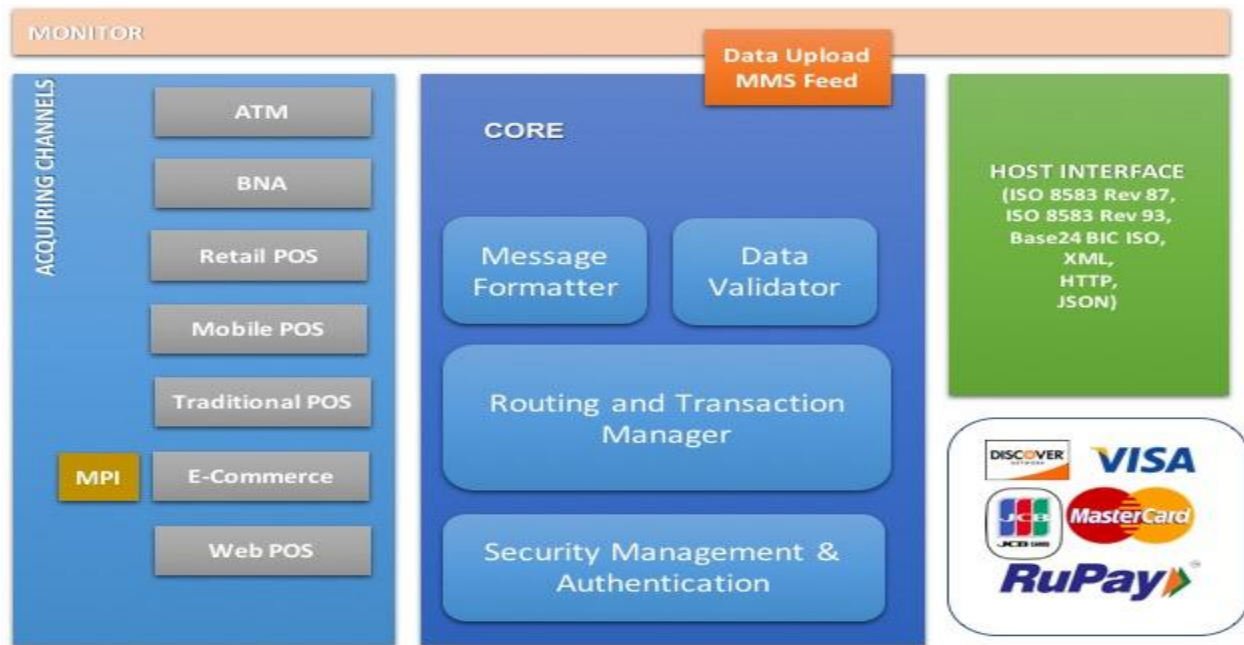 MONITOR
Data Upload
MMS Feed
ACQUIRING CHANNELS
ATM
BNA
Retail POS
Mobile POS
Traditional POS
MPI
E-Commerce
Web POS
CORE
Message
Formatter
Data
Validator
Routing and Transaction
Manager
Security Management &
Authentication
HOST INTERFACE
(ISO 8583 Rev 87,
ISO 8583 Rev 93,
Base24 BIC ISO,
XML,
HTTP,
JSON)
DISCOVER
NETWORK
VISA
JCB
MasterCard
RuPay